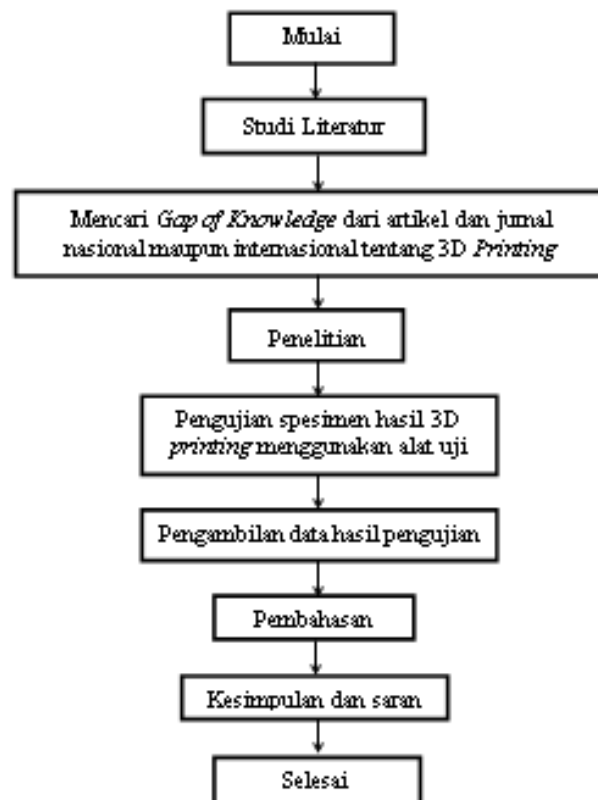 Mulai
Studi Literatur
Mencari Gap of Knowledge dari artikel dan jurnal
nasional maupun internasional tentang 3D Printing
Penelitian
Pengujian spesimen hasil 3D
printing menggunakan alat uji
Pengambilan data hasil pengujian
Pembahasan
Kesimpulan dan saran
Selesai